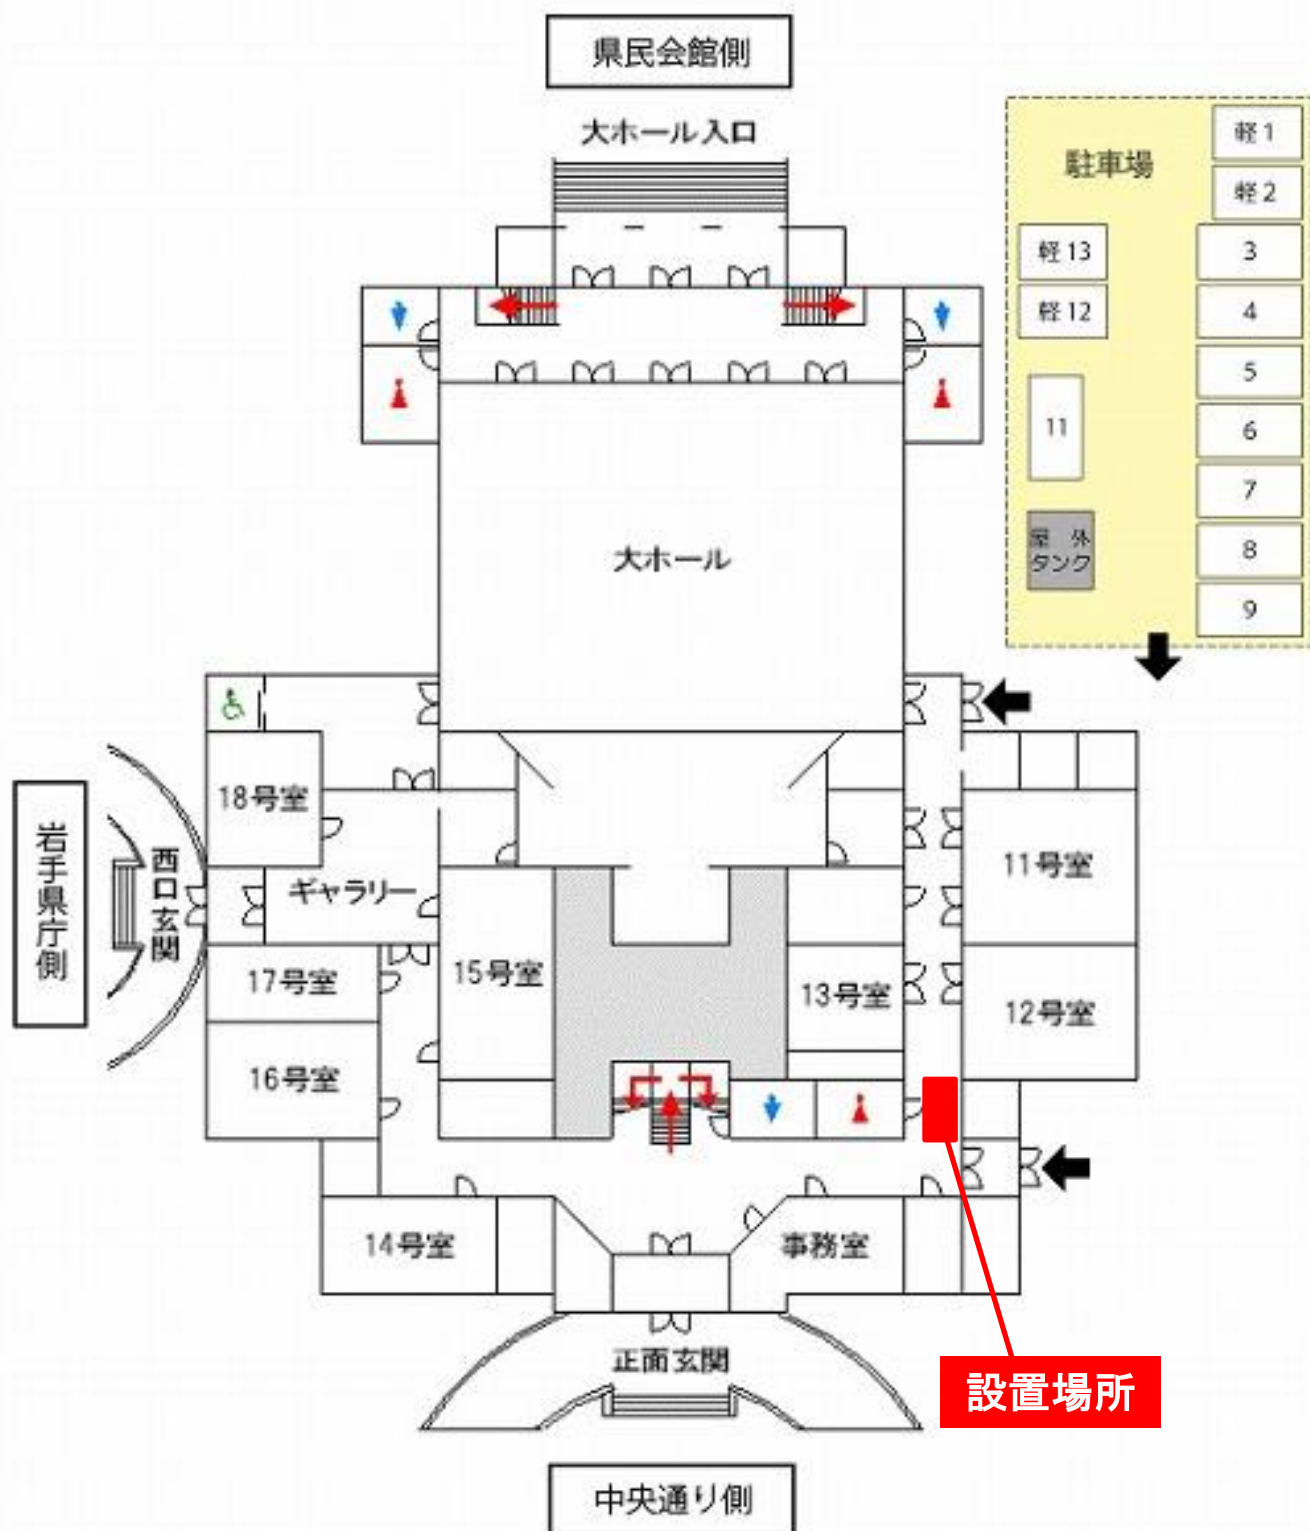 県民会館側
大ホール入口
駐車場
軽1
軽2
軽13
3
軽12
4
5
11
6
7
屋 外
タンク
8
9
大ホール
18号室
岩手県庁側
西口玄関
ギャラリー
11号室
17号室
15号室
13号室
12号室
16号室
14号室
事務室
正面玄関
設置場所
中央通り側